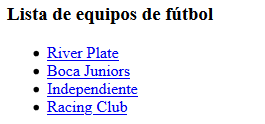 Lista de equipos de fútbol
River Plate
Boca Juniors
Independiente
Racing Club